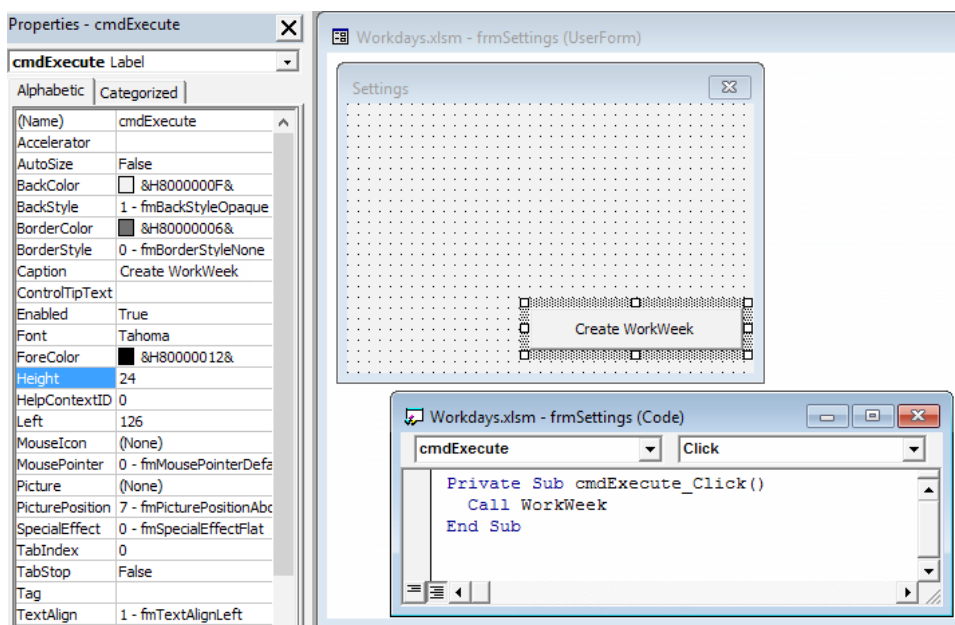 Properties - cmdExecute
cmdExecute Label
Alphabetic Categorized
(Name) cmdExecute
Accelerator
AutoSize False
BackColor &H8000000F&
BackStyle 1 - fmBackStyleOpaque
BorderColor &H80000006&
BorderStyle 0 - fmBorderStyleNone
Caption Create WorkWeek
ControlTipText
Enabled True
Font Tahoma
ForeColor &H80000012&
Height 24
HelpContextID 0
Left 126
MouseIcon (None)
MousePointer 0 - fmMousePointerDefa
Picture (None)
PicturePosition 7 - fmPicturePositionAbc
SpecialEffect 0 - fmSpecialEffectFlat
TabIndex 0
TabStop False
Tag
TextAlign 1 - fmTextAlignLeft
Workdays.xlsm - frmSettings (UserForm)
Settings
Create WorkWeek
Workdays.xlsm - frmSettings (Code)
cmdExecute Click
Private Sub cmdExecute_Click()
Call WorkWeek
End Sub